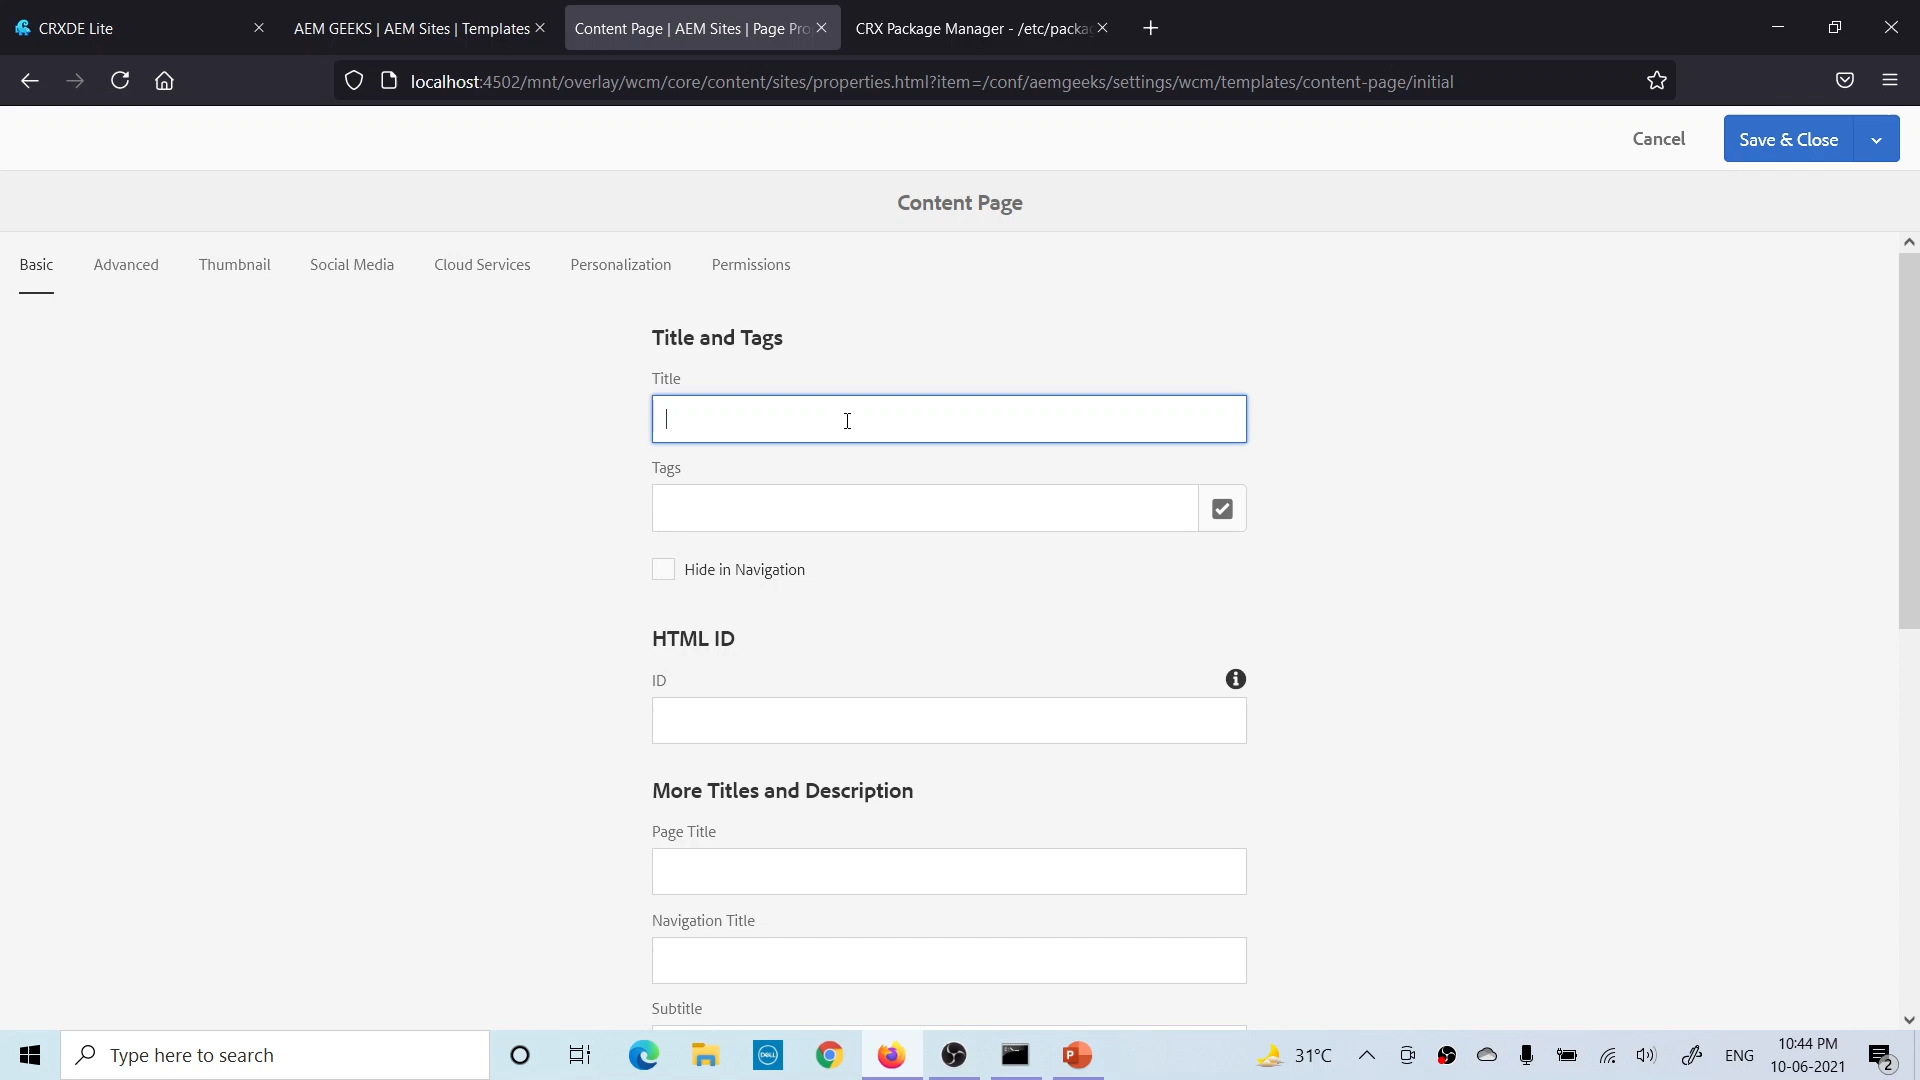 CRXDE Lite
AEM GEEKS | AEM Sites | Templates
Content Page | AEM Sites | Page Pro
CRX Package Manager - /etc/packa
localhost:4502/mnt/overlay/wcm/core/content/sites/properties.html?item=/conf/aemgeeks/settings/wcm/templates/content-page/initial
Cancel
Save & Close
Content Page
Basic
Advanced
Thumbnail
Social Media
Cloud Services
Personalization
Permissions
Title and Tags
Title
Tags
Hide in Navigation
HTML ID
ID
More Titles and Description
Page Title
Navigation Title
Subtitle
Type here to search
DELL
31°C
ENG
10:44 PM
10-06-2021
2